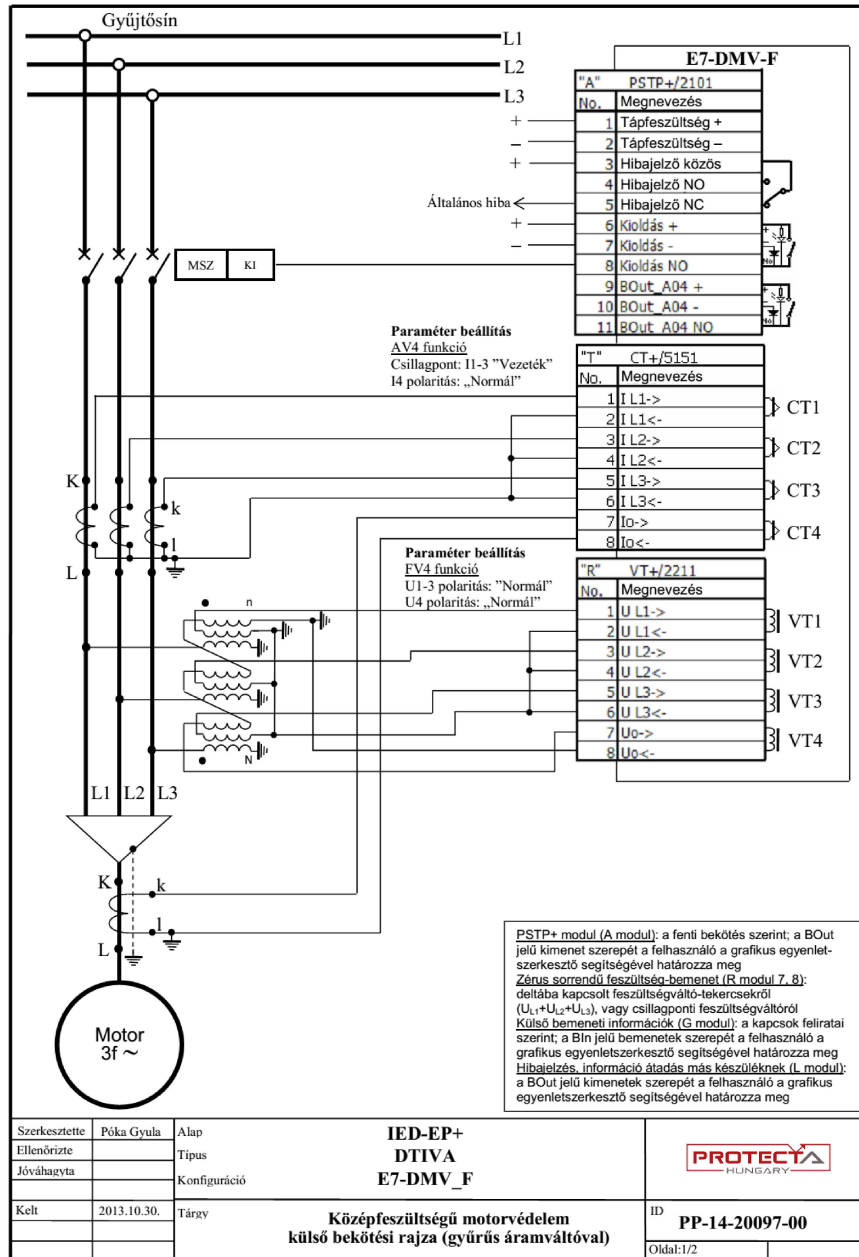 Gyűjtősín
L1
L2
L3
E7-DMV-F
"A" PSTP+/2101
No. Megnevezés
+ 1 Tápfeszültség +
− 2 Tápfeszültség –
+ 3 Hibajelző közös
4 Hibajelző NO
Általános hiba 5 Hibajelző NC
+ 6 Kioldás +
− 7 Kioldás -
MSZ KI 8 Kioldás NO
9 BOut_A04 +
10 BOut_A04 -
11 BOut_A04 NO
Paraméter beállítás
AV4 funkció
Csillagpont: I1-3 "Vezeték"
I4 polaritás: „Normál"
"T" CT+/5151
No. Megnevezés
1 I L1->
2 I L1<-
CT1
3 I L2->
4 I L2<-
CT2
5 I L3->
6 I L3<-
CT3
7 Io->
8 Io<-
CT4
K
k
l
L
Paraméter beállítás
FV4 funkció
U1-3 polaritás: "Normál"
U4 polaritás: „Normál"
"R" VT+/2211
No. Megnevezés
1 U L1->
2 U L1<-
VT1
3 U L2->
4 U L2<-
VT2
5 U L3->
6 U L3<-
VT3
7 Uo->
8 Uo<-
VT4
n
N
L1 L2 L3
K
k
l
L
Motor
3f ~
PSTP+ modul (A modul): a fenti bekötés szerint; a BOut
jelű kimenet szerepét a felhasználó a grafikus egyenlet-
szerkesztő segítségével határozza meg
Zérus sorrendű feszültség-bemenet (R modul 7, 8):
deltába kapcsolt feszültségváltó-tekercsekről
(UL1+UL2+UL3), vagy csillagponti feszültségváltóról
Külső bemeneti információk (G modul): a kapcsok feliratai
szerint; a BIn jelű bemenetek szerepét a felhasználó a
grafikus egyenletszerkesztő segítségével határozza meg
Hibajelzés, információ átadás más készüléknek (L modul):
a BOut jelű kimenetek szerepét a felhasználó a grafikus
egyenletszerkesztő segítségével határozza meg
Szerkesztette Póka Gyula
Ellenőrizte
Jóváhagyta
Kelt 2013.10.30.
Alap IED-EP+
Típus DTIVA
Konfiguráció E7-DMV_F
Tárgy Középfeszültségű motorvédelem
külső bekötési rajza (gyűrűs áramváltóval)
PROTECTA
HUNGARY
ID
PP-14-20097-00
Oldal:1/2